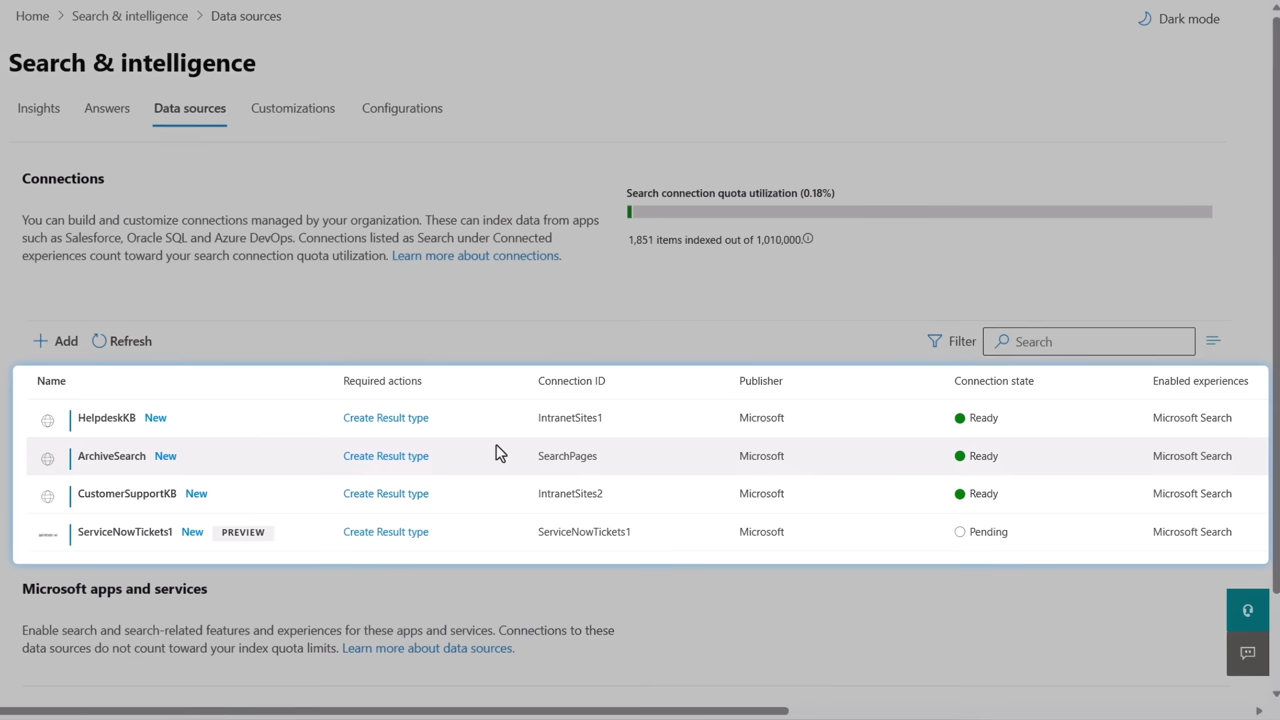 Home > Search & intelligence > Data sources
Dark mode
Search & intelligence
Insights Answers Data sources Customizations Configurations
Connections
You can build and customize connections managed by your organization. These can index data from apps
such as Salesforce, Oracle SQL and Azure DevOps. Connections listed as Search under Connected
experiences count toward your search connection quota utilization. Learn more about connections.
Search connection quota utilization (0.18%)
1,851 items indexed out of 1,010,000.
Add Refresh Filter Search
Name Required actions Connection ID Publisher Connection state Enabled experiences
HelpdeskKB New Create Result type IntranetSites1 Microsoft Ready Microsoft Search
ArchiveSearch New Create Result type SearchPages Microsoft Ready Microsoft Search
CustomerSupportKB New Create Result type IntranetSites2 Microsoft Ready Microsoft Search
ServiceNowTickets1 New PREVIEW Create Result type ServiceNowTickets1 Microsoft Pending Microsoft Search
Microsoft apps and services
Enable search and search-related features and experiences for these apps and services. Connections to these
data sources do not count toward your index quota limits. Learn more about data sources.